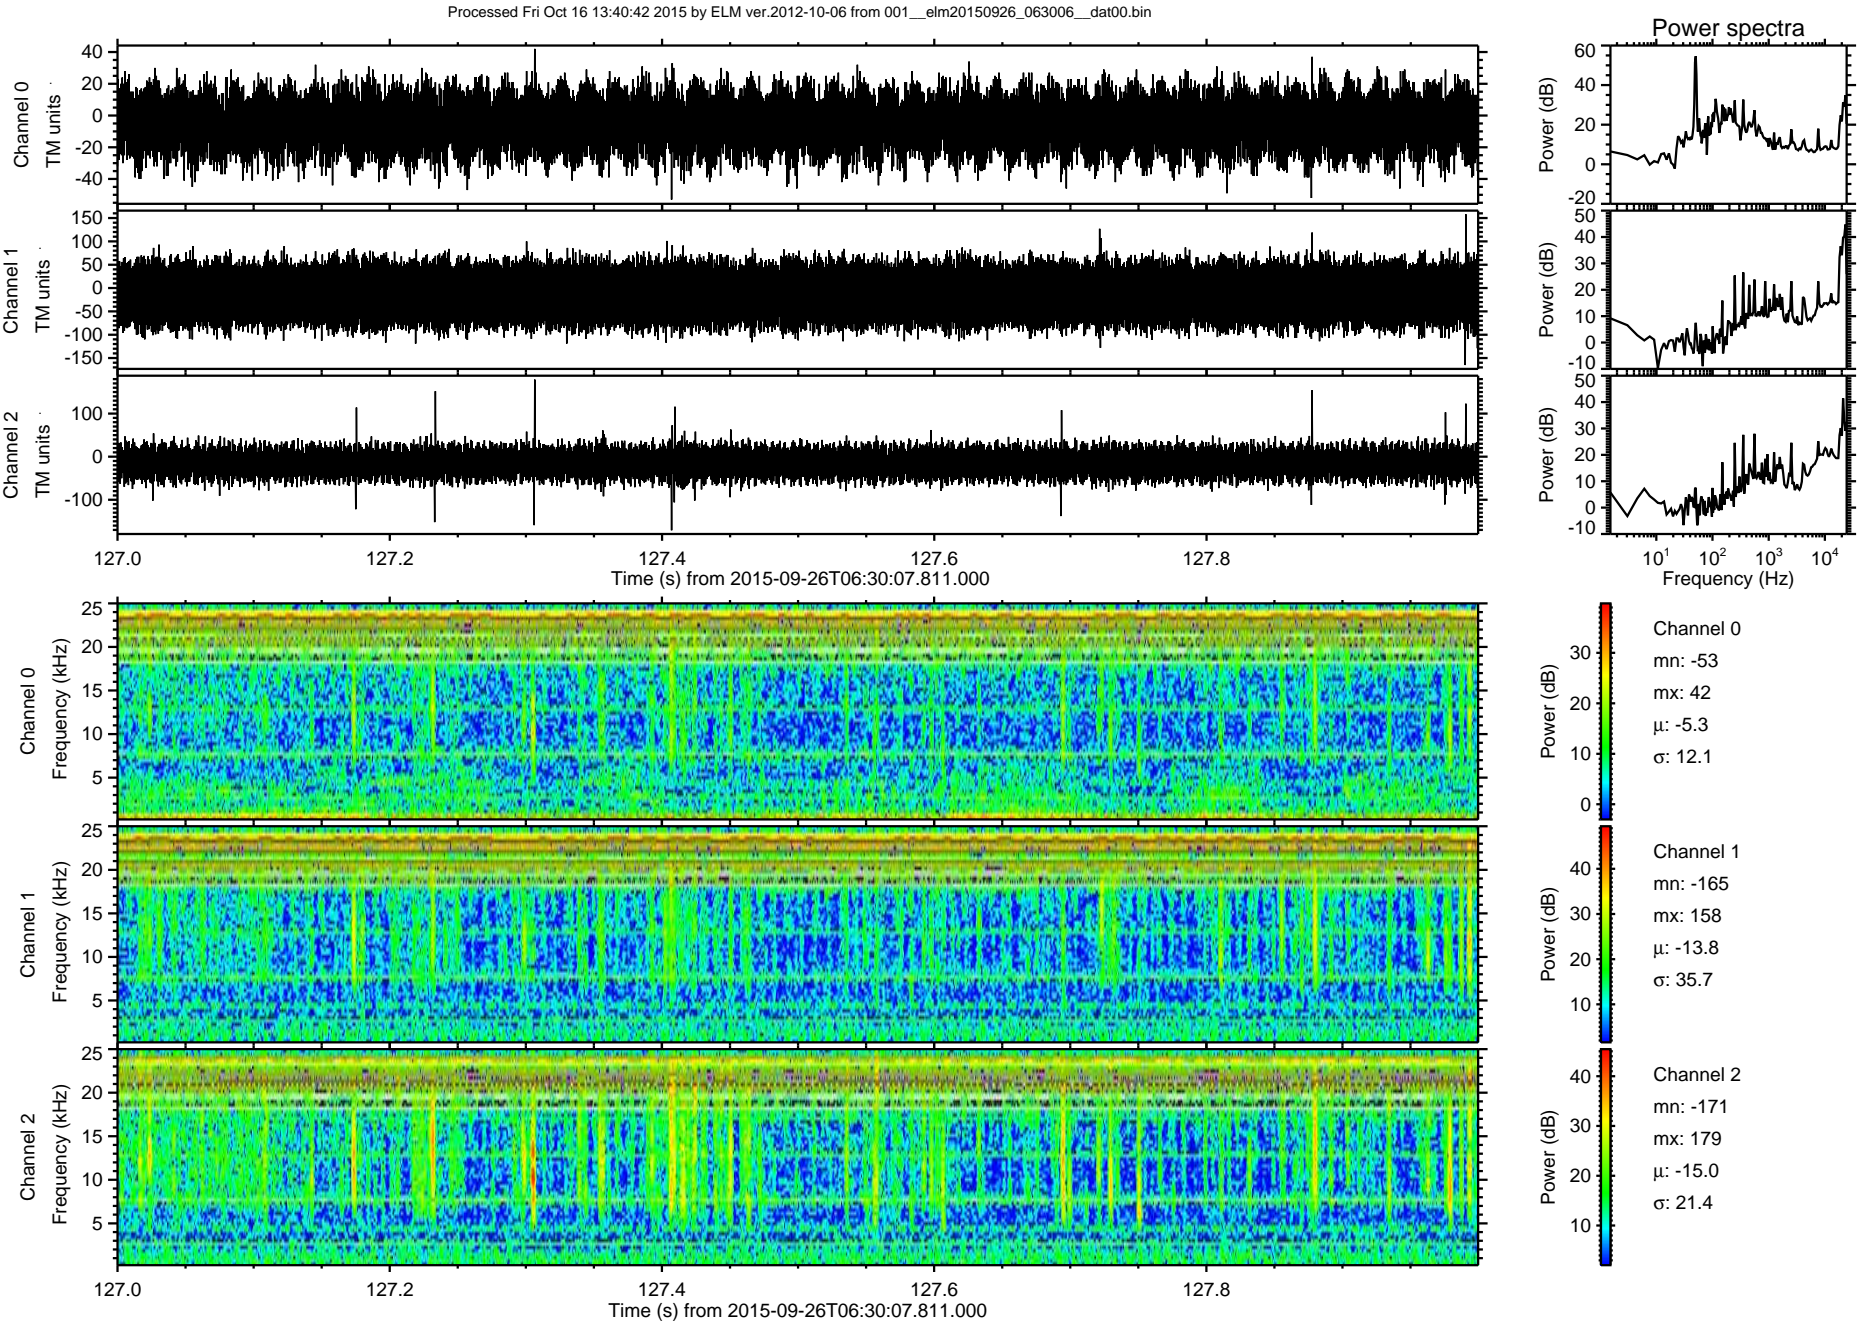 Processed Fri Oct 16 13:40:42 2015 by ELM ver.2012-10-06 from 001__elm20150926_063006__dat00.bin
Power spectra
Channel 0
TM units
40
20
0
-20
-40
Power (dB)
60
40
20
0
-20
Channel 1
TM units
150
100
50
0
-50
-100
-150
Power (dB)
50
40
30
20
10
0
-10
Channel 2
TM units
100
0
-100
Power (dB)
50
40
30
20
10
0
-10
127.0 127.2 127.4 127.6 127.8
Time (s) from 2015-09-26T06:30:07.811.000
10^1 10^2 10^3 10^4
Frequency (Hz)
Channel 0
Frequency (kHz)
25
20
15
10
5
Power (dB)
30
20
10
0
Channel 0
mn: -53
mx: 42
μ: -5.3
σ: 12.1
Channel 1
Frequency (kHz)
25
20
15
10
5
Power (dB)
40
30
20
10
Channel 1
mn: -165
mx: 158
μ: -13.8
σ: 35.7
Channel 2
Frequency (kHz)
25
20
15
10
5
Power (dB)
40
30
20
10
Channel 2
mn: -171
mx: 179
μ: -15.0
σ: 21.4
127.0 127.2 127.4 127.6 127.8
Time (s) from 2015-09-26T06:30:07.811.000